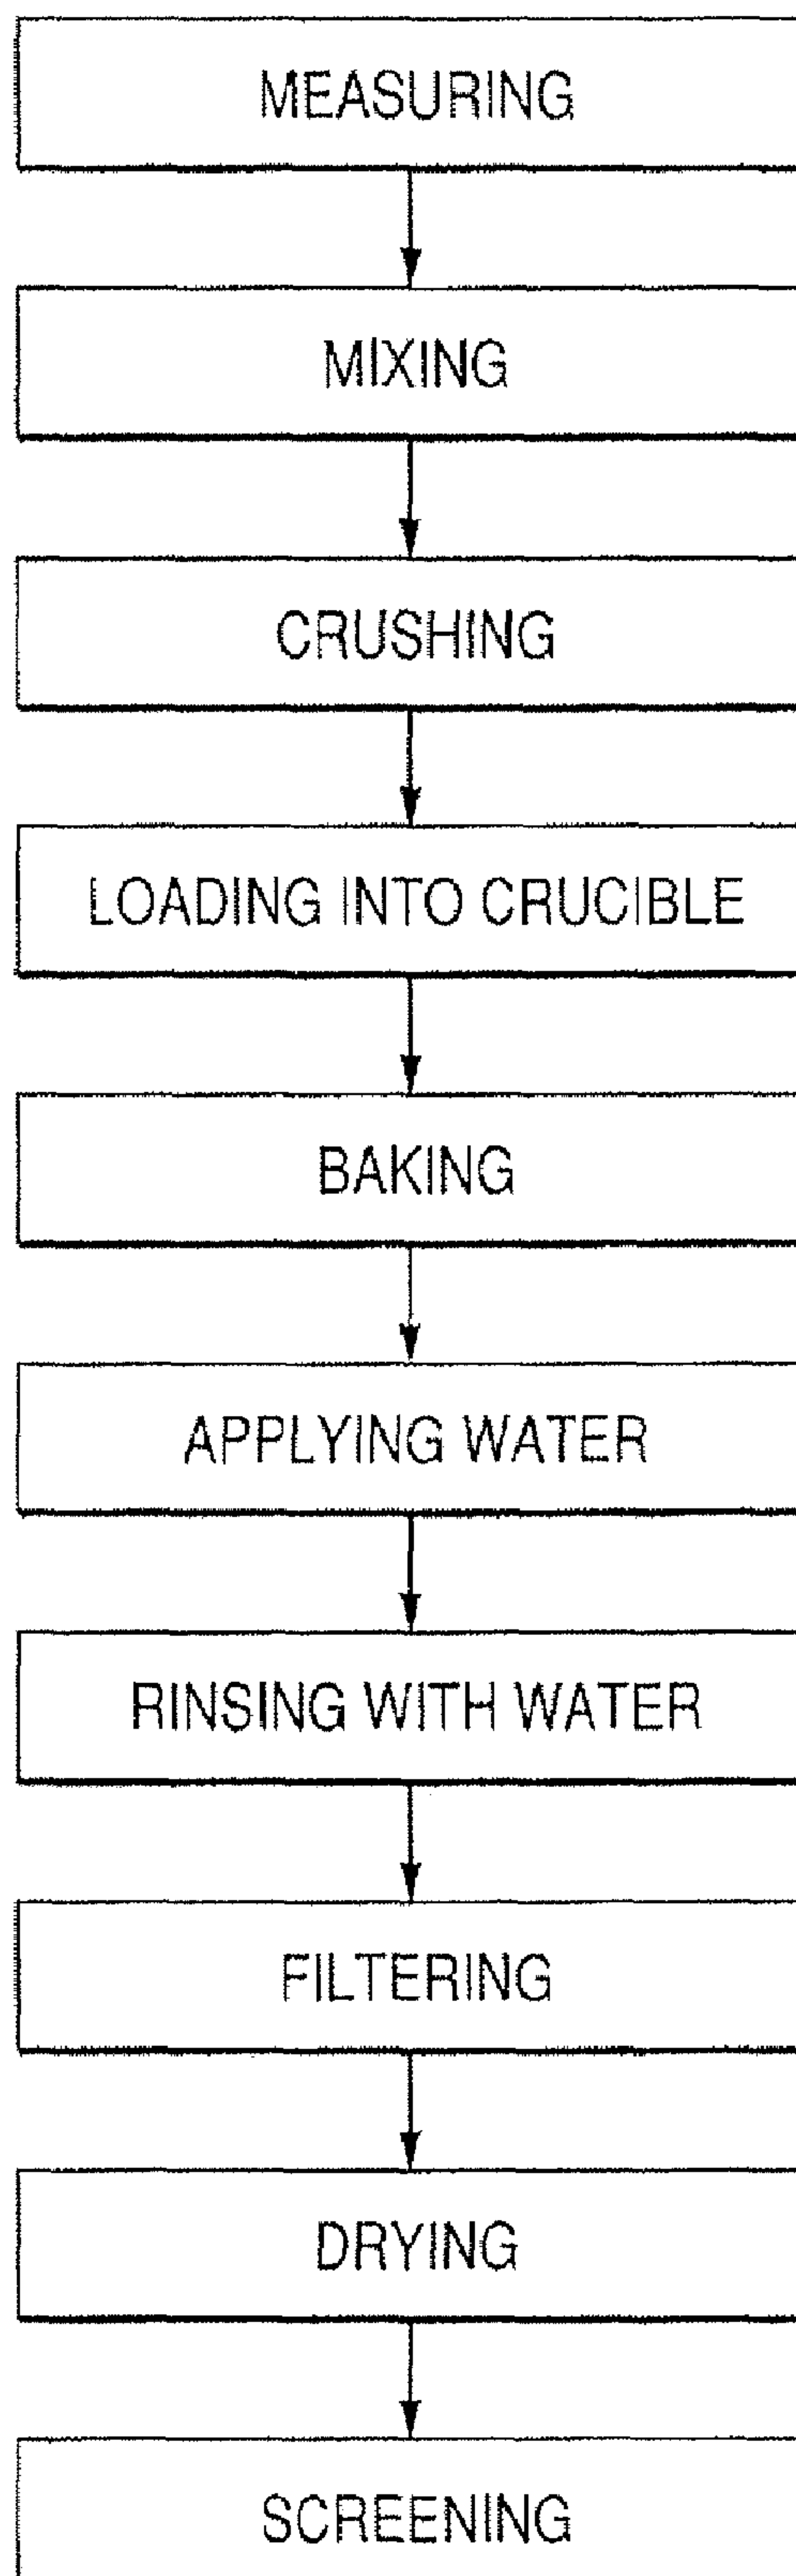 MEASURING
MIXING
CRUSHING
LOADING INTO CRUCIBLE
BAKING
APPLYING WATER
RINSING WITH WATER
FILTERING
DRYING
SCREENING